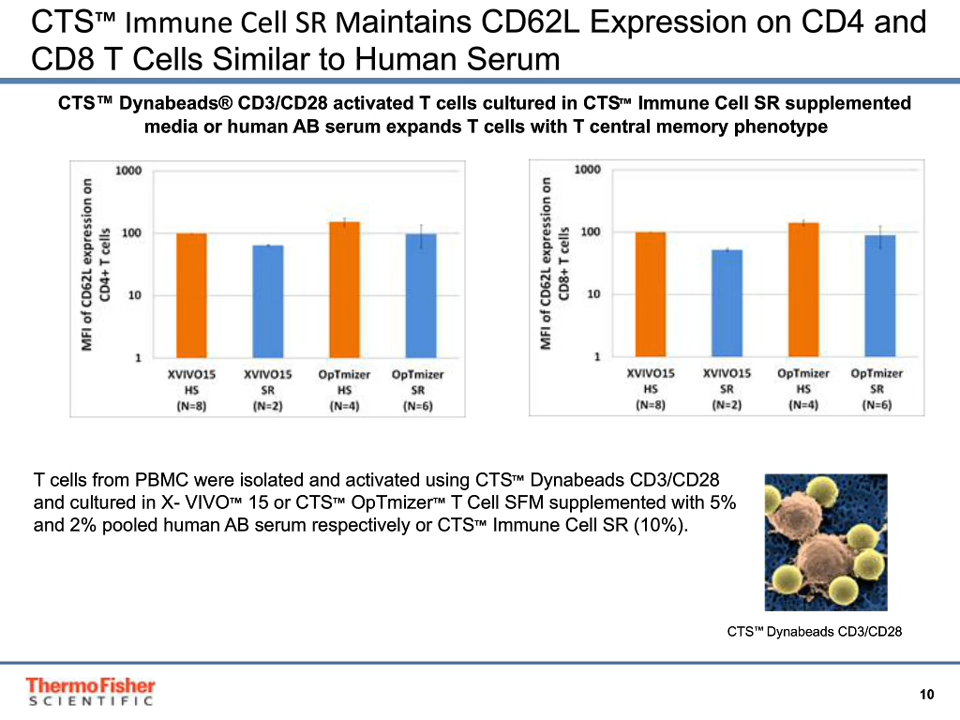 CTS™ Immune Cell SR Maintains CD62L Expression on CD4 and
CD8 T Cells Similar to Human Serum
CTS™ Dynabeads® CD3/CD28 activated T cells cultured in CTS™ Immune Cell SR supplemented
media or human AB serum expands T cells with T central memory phenotype
MFI of CD62L expression on
CD4+ T cells
1000
100
10
1
XVIVO15 XVIVO15 OpTmizer OpTmizer
HS SR HS SR
(N=8) (N=2) (N=4) (N=6)
MFI of CD62L expression on
CD8+ T cells
1000
100
10
1
XVIVO15 XVIVO15 OpTmizer OpTmizer
HS SR HS SR
(N=8) (N=2) (N=4) (N=6)
T cells from PBMC were isolated and activated using CTS™ Dynabeads CD3/CD28
and cultured in X- VIVO™ 15 or CTS™ OpTmizer™ T Cell SFM supplemented with 5%
and 2% pooled human AB serum respectively or CTS™ Immune Cell SR (10%).
CTS™ Dynabeads CD3/CD28
ThermoFisher
SCIENTIFIC
10